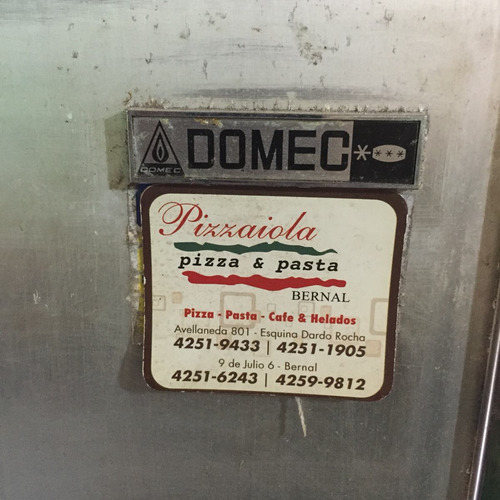 DOMEC
DOMEC
Pizzaiola
pizza & pasta
BERNAL
Pizza - Pasta - Cafe & Helados
Avellaneda 801 - Esquina Dardo Rocha
4251-9433 | 4251-1905
9 de Julio 6 - Bernal
4251-6243 | 4259-9812